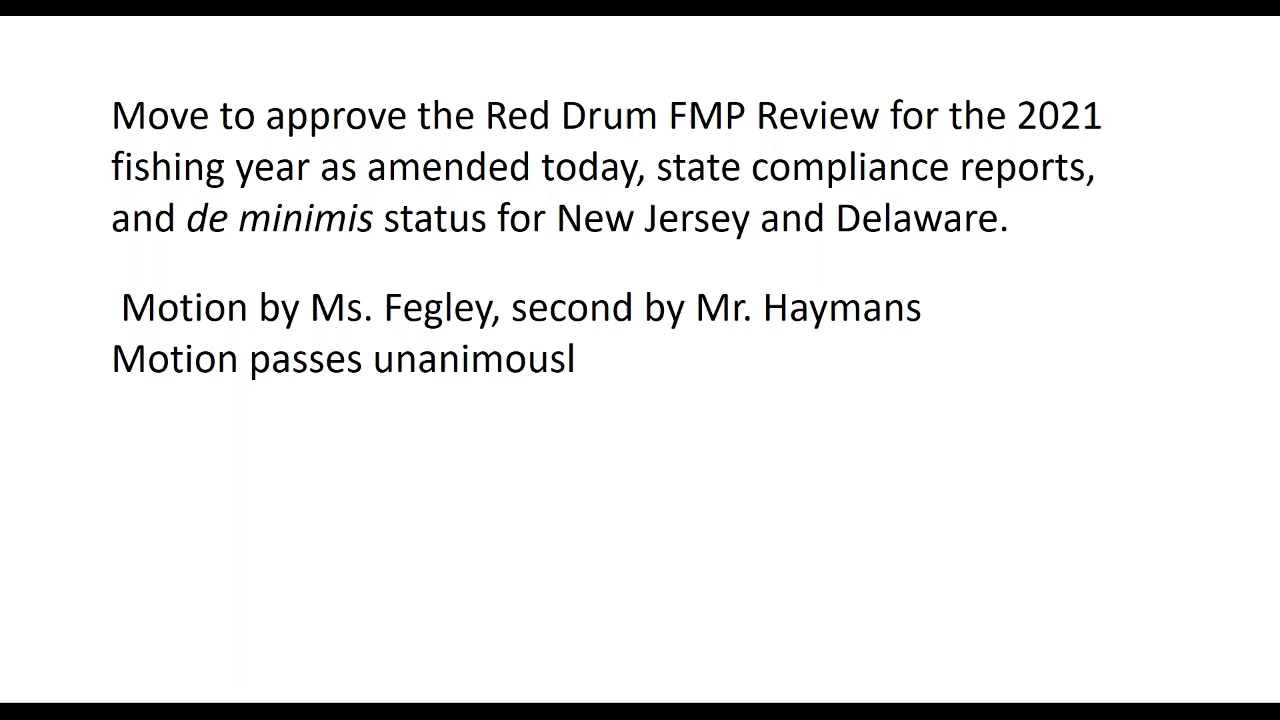 Move to approve the Red Drum FMP Review for the 2021
fishing year as amended today, state compliance reports,
and de minimis status for New Jersey and Delaware.
Motion by Ms. Fegley, second by Mr. Haymans
Motion passes unanimousl